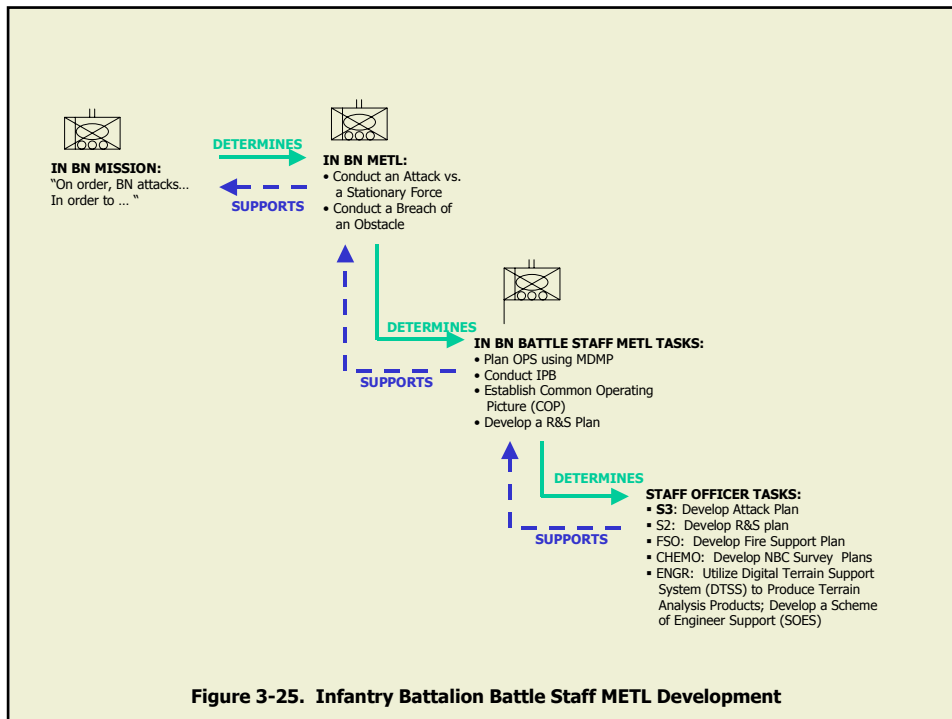 DETERMINES
IN BN MISSION:
“On order, BN attacks…
In order to … “
SUPPORTS
IN BN METL:
• Conduct an Attack vs.
a Stationary Force
• Conduct a Breach of
an Obstacle
DETERMINES
SUPPORTS
IN BN BATTLE STAFF METL TASKS:
• Plan OPS using MDMP
• Conduct IPB
• Establish Common Operating
Picture (COP)
• Develop a R&S Plan
DETERMINES
SUPPORTS
STAFF OFFICER TASKS:
▪ S3: Develop Attack Plan
▪ S2: Develop R&S plan
▪ FSO: Develop Fire Support Plan
▪ CHEMO: Develop NBC Survey Plans
▪ ENGR: Utilize Digital Terrain Support
System (DTSS) to Produce Terrain
Analysis Products; Develop a Scheme
of Engineer Support (SOES)
Figure 3-25. Infantry Battalion Battle Staff METL Development